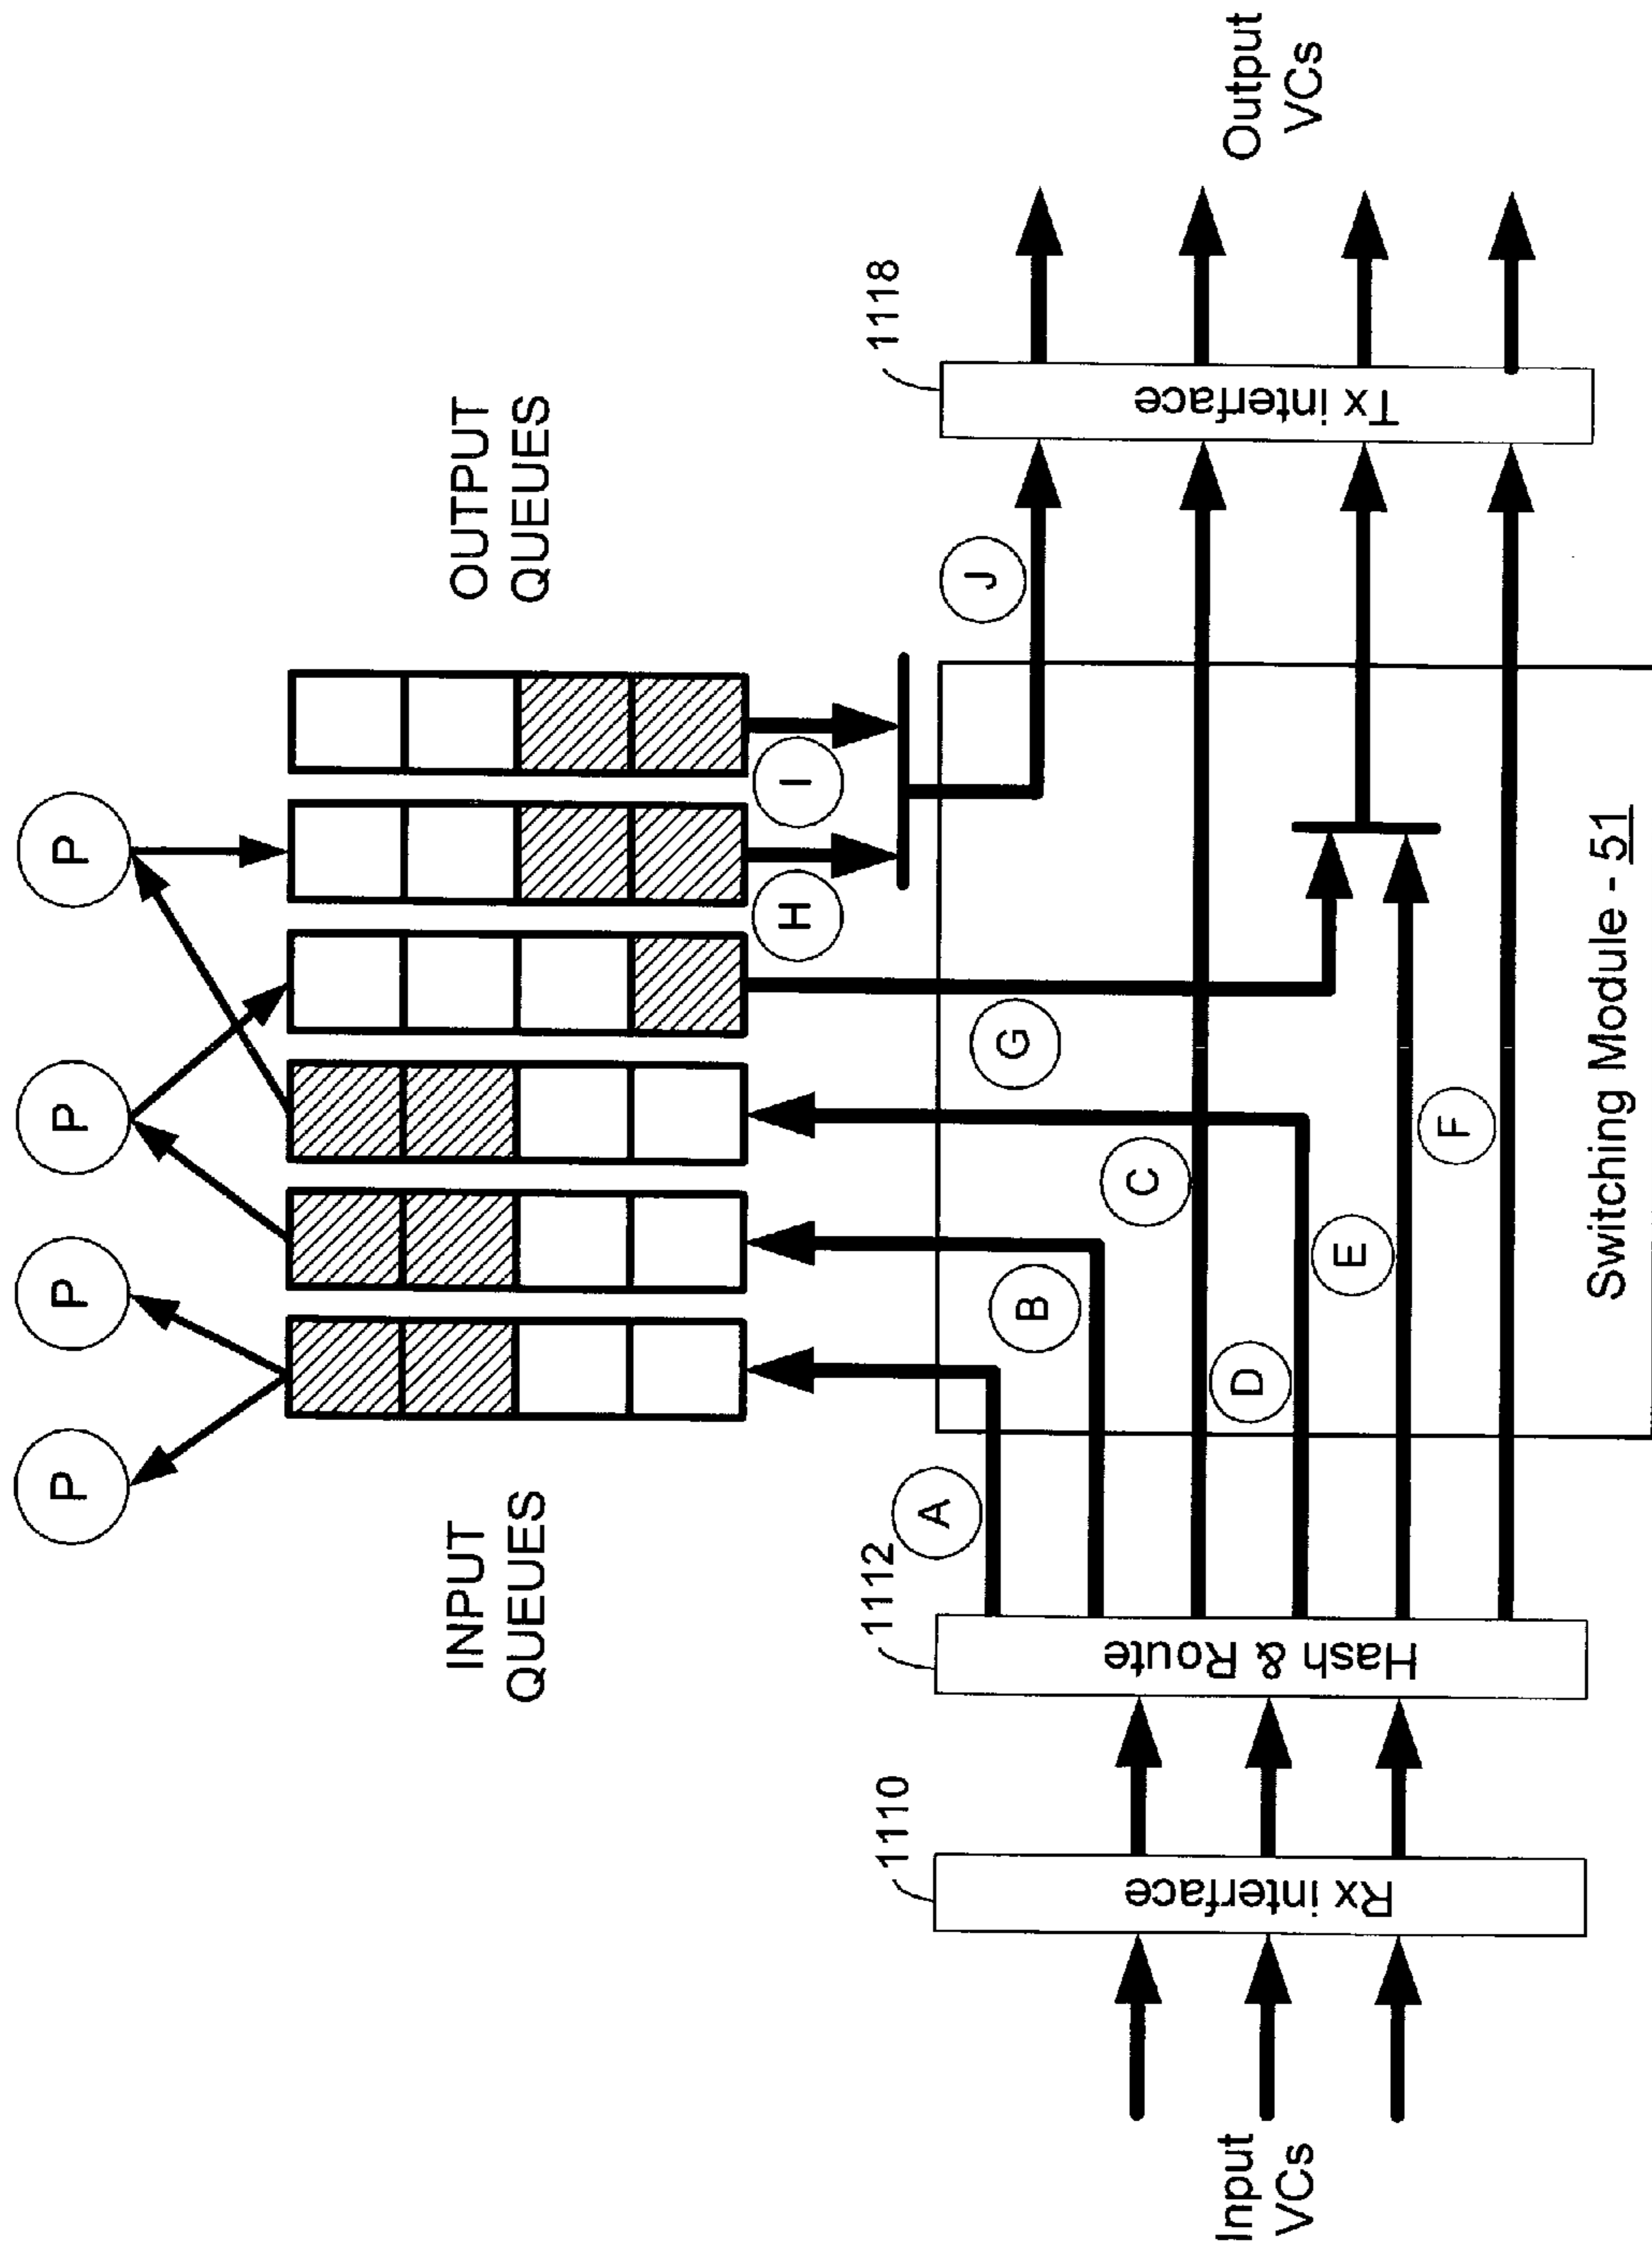 P
P
P
P
INPUT
QUEUES
OUTPUT
QUEUES
A
B
C
D
E
F
G
H
I
J
1110
1112
1118
Input
VCs
Rx interface
Hash & Route
Tx interface
Output
VCs
Switching Module - 51